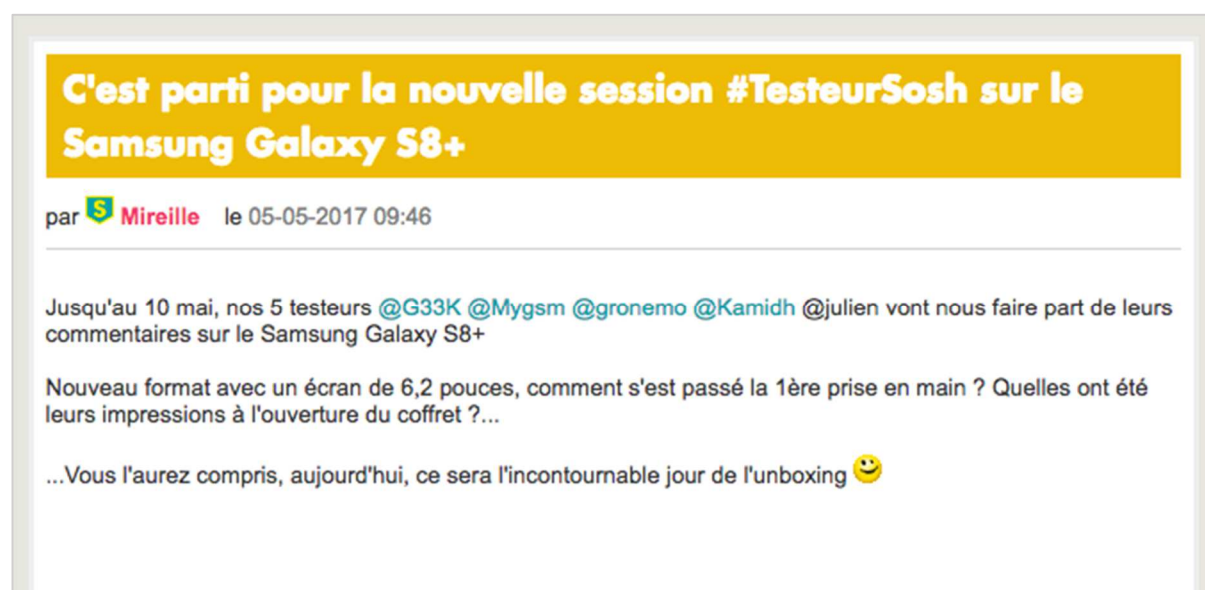 C'est parti pour la nouvelle session #TesteurSosh sur le
Samsung Galaxy S8+
par S Mireille le 05-05-2017 09:46
Jusqu'au 10 mai, nos 5 testeurs @G33K @Mygsm @gronemo @Kamidh @julien vont nous faire part de leurs
commentaires sur le Samsung Galaxy S8+
Nouveau format avec un écran de 6,2 pouces, comment s'est passé la 1ère prise en main ? Quelles ont été
leurs impressions à l'ouverture du coffret ?...
...Vous l'aurez compris, aujourd'hui, ce sera l'incontournable jour de l'unboxing